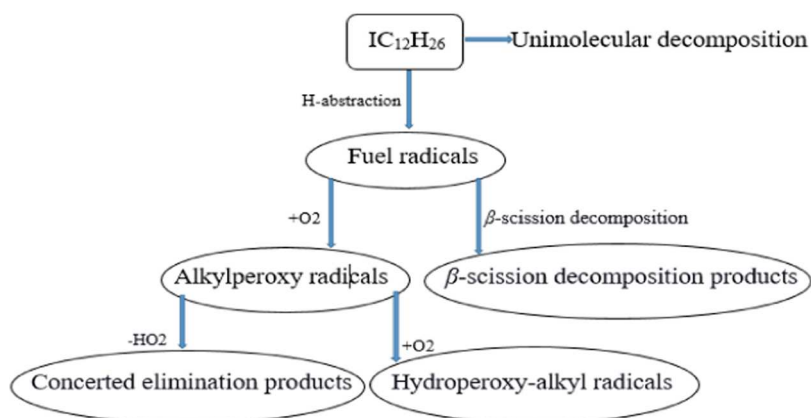 IC₁₂H₂₆
Unimolecular decomposition
H-abstraction
Fuel radicals
+O2
β-scission decomposition
Alkylperoxy radicals
β-scission decomposition products
-HO2
+O2
Concerted elimination products
Hydroperoxy-alkyl radicals